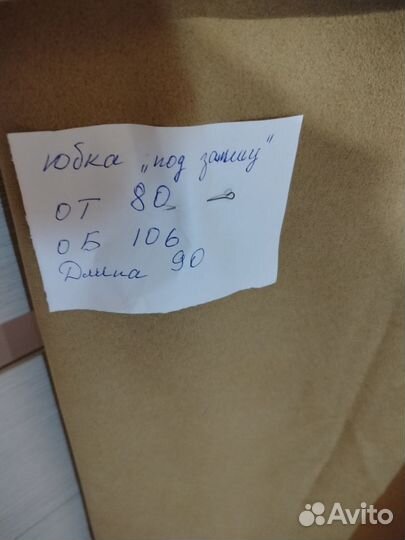 Юбка „под замшу"
ОТ 80
ОБ 106
Длина 90
Avito